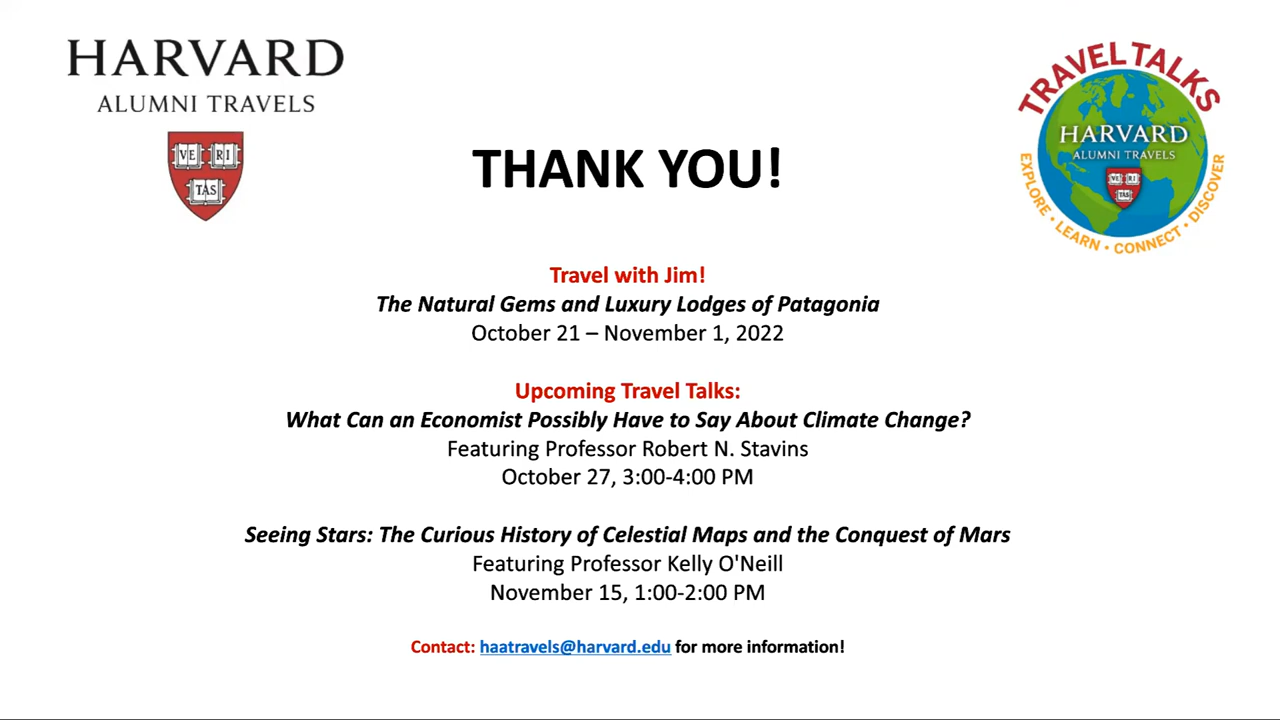 HARVARD
ALUMNI TRAVELS
VE RI
TAS
TRAVEL TALKS
HARVARD
ALUMNI TRAVELS
VE RI
TAS
EXPLORE • LEARN • CONNECT • DISCOVER
THANK YOU!
Travel with Jim!
The Natural Gems and Luxury Lodges of Patagonia
October 21 – November 1, 2022
Upcoming Travel Talks:
What Can an Economist Possibly Have to Say About Climate Change?
Featuring Professor Robert N. Stavins
October 27, 3:00-4:00 PM
Seeing Stars: The Curious History of Celestial Maps and the Conquest of Mars
Featuring Professor Kelly O'Neill
November 15, 1:00-2:00 PM
Contact: haatravels@harvard.edu for more information!